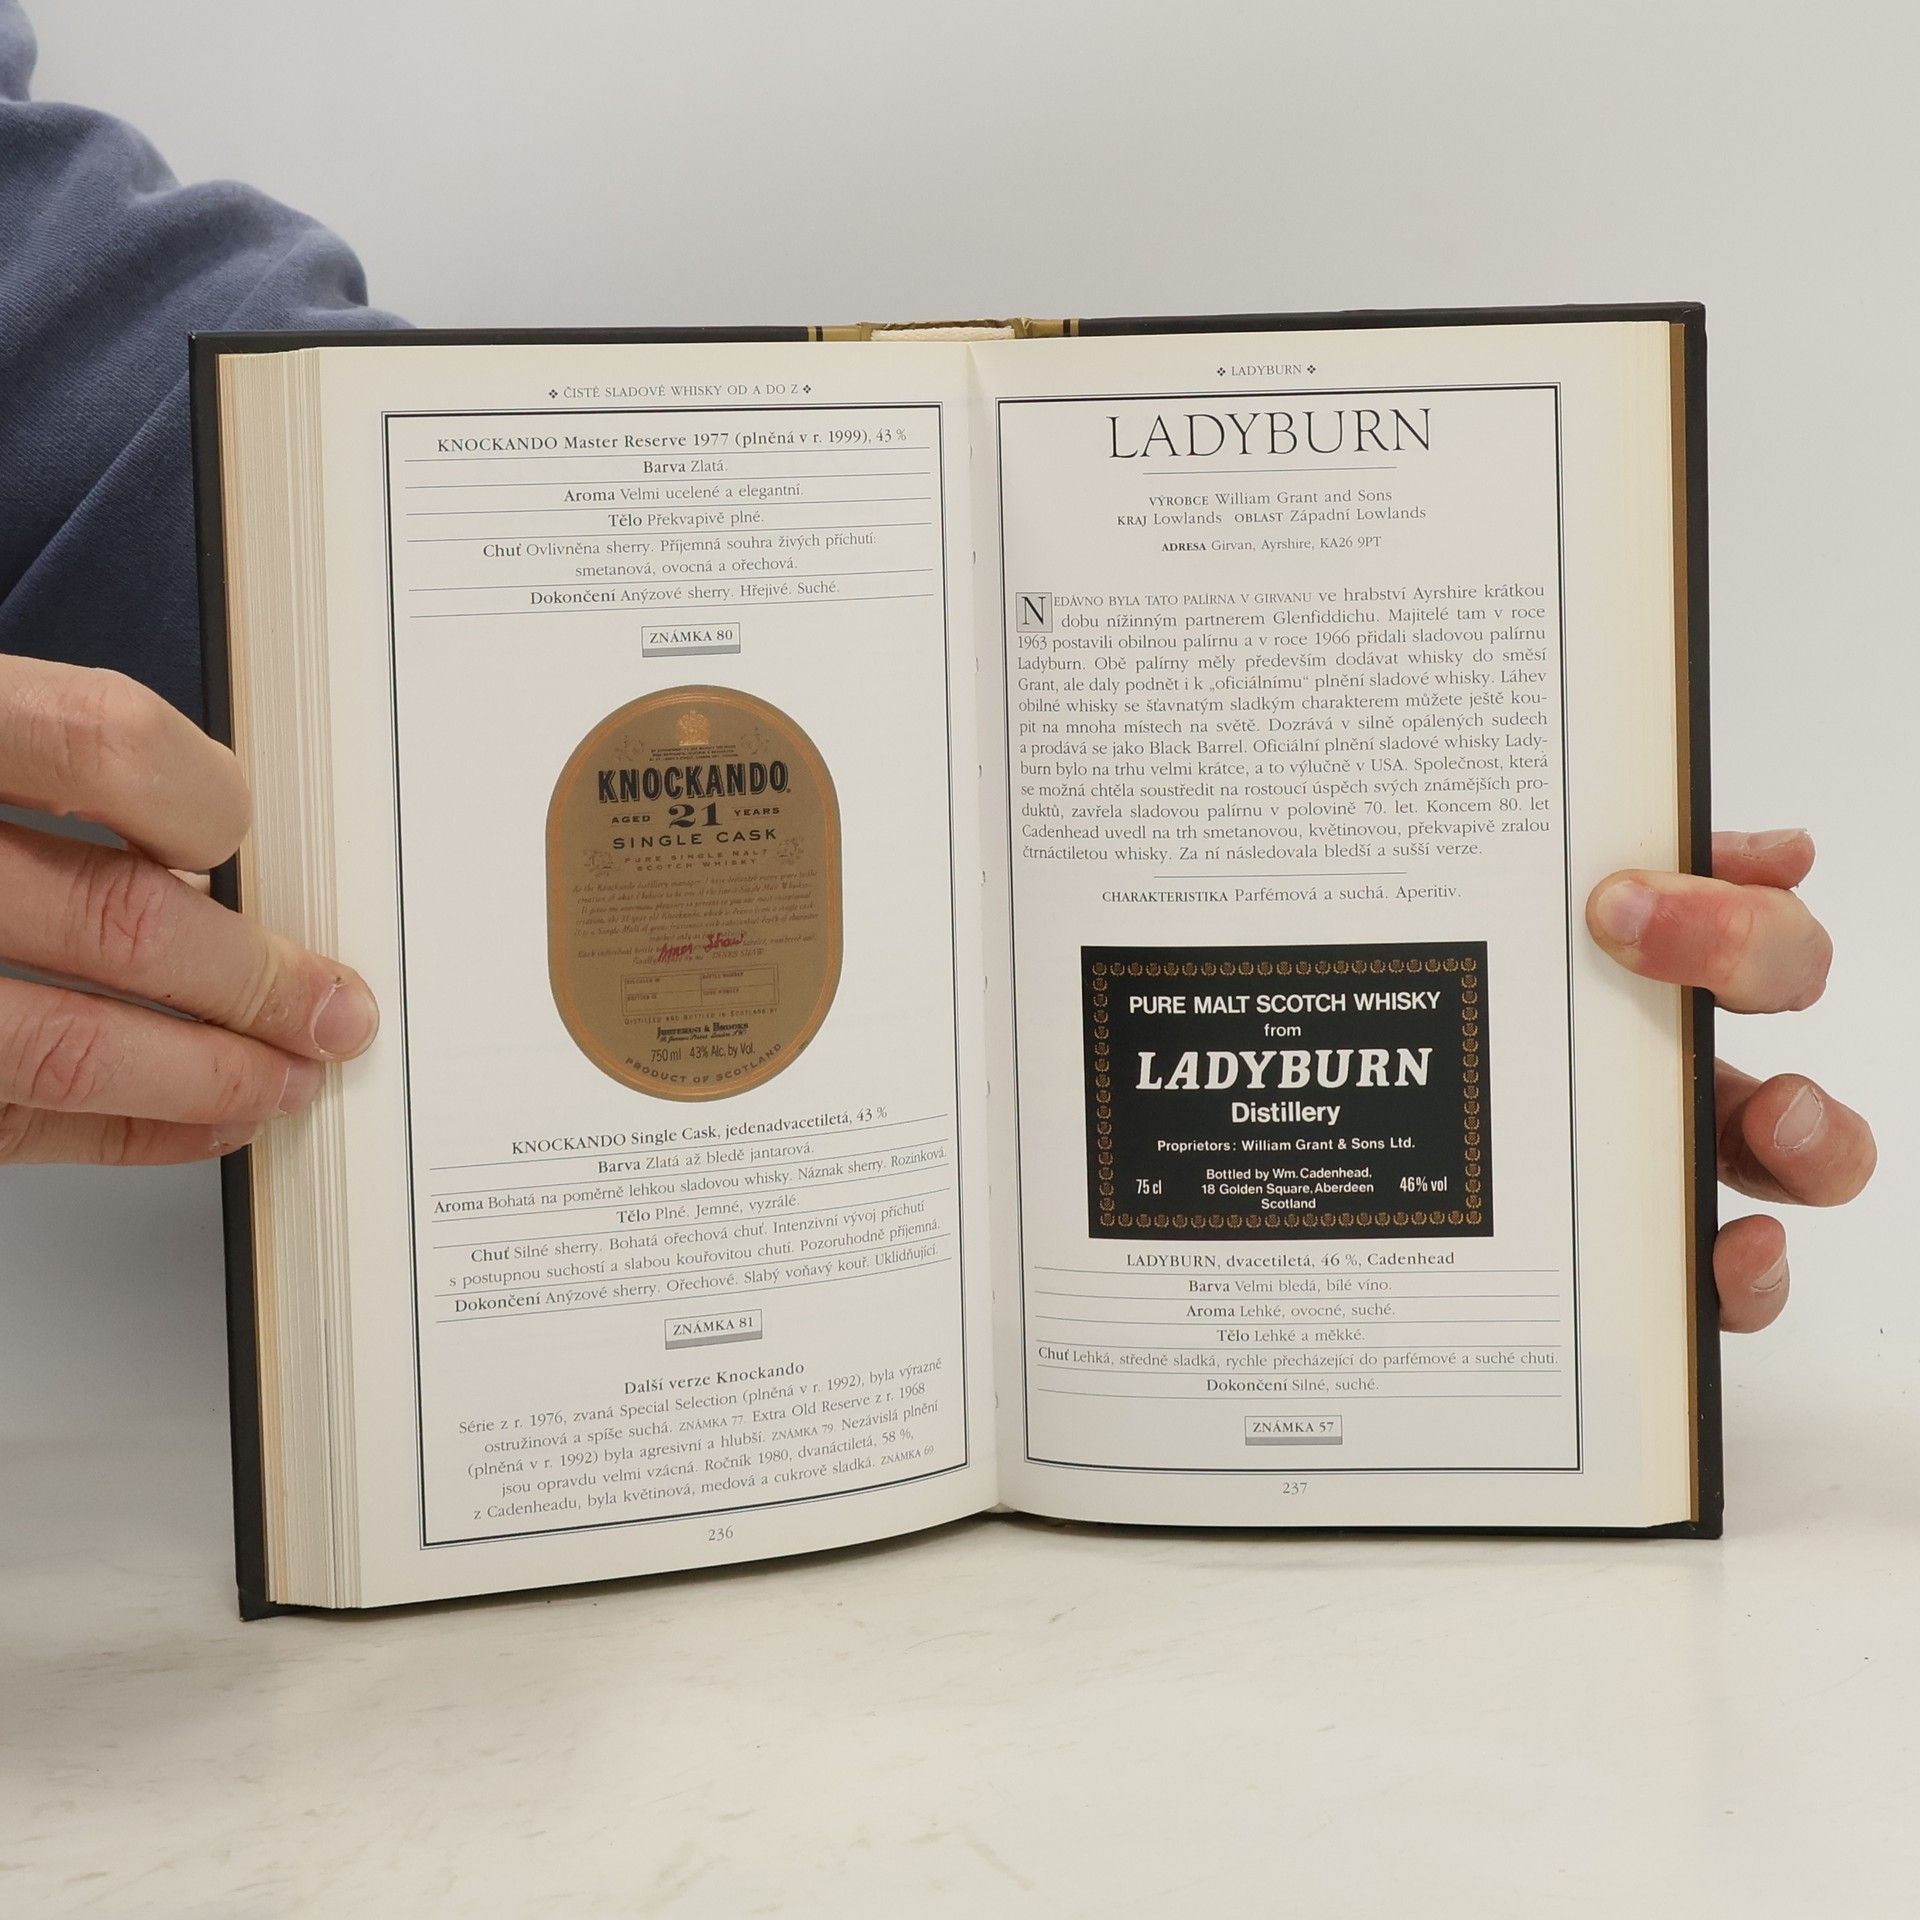 ❖ ČISTÉ SLADOVÉ WHISKY OD A DO Z ❖
KNOCKANDO Master Reserve 1977 (plněná v r. 1999), 43 %
Barva Zlatá.
Aroma Velmi ucelené a elegantní.
Tělo Překvapivě plné.
Chuť Ovlivněna sherry. Příjemná souhra živých příchutí:
smetanová, ovocná a ořechová.
Dokončení Anýzové sherry. Hřejivé. Suché.
ZNÁMKA 80
KNOCKANDO
AGED 21 YEARS
SINGLE CASK
PURE SINGLE MALT
SCOTCH WHISKY
DISTILLED AND BOTTLED IN SCOTLAND BY
JUSTERINI & BROOKS
750 ml 43% Alc. by Vol.
PRODUCT OF SCOTLAND
KNOCKANDO Single Cask, jedenadvacetiletá, 43 %
Barva Zlatá až bledě jantarová.
Aroma Bohatá na poměrně lehkou sladovou whisky. Náznak sherry. Rozinková.
Tělo Plné. Jemné, vyzrálé.
Chuť Silné sherry. Bohatá ořechová chuť. Intenzivní vývoj příchutí
s postupnou suchostí a slabou kouřovitou chutí. Pozoruhodně příjemná.
Dokončení Anýzové sherry. Ořechové. Slabý voňavý kouř. Uklidňující.
ZNÁMKA 81
Další verze Knockando
Série z r. 1976, zvaná Special Selection (plněná v r. 1992), byla výrazně
ostružinová a spíše suchá. ZNÁMKA 77. Extra Old Reserve z r. 1968
(plněná v r. 1992) byla agresivní a hlubší. ZNÁMKA 79. Nezávislá plnění
jsou opravdu velmi vzácná. Ročník 1980, dvanáctiletá, 58 %,
z Cadenheadu, byla květinová, medová a cukrově sladká. ZNÁMKA 69.
236
❖ LADYBURN ❖
LADYBURN
VÝROBCE William Grant and Sons
KRAJ Lowlands OBLAST Západní Lowlands
ADRESA Girvan, Ayrshire, KA26 9PT
NEDÁVNO BYLA TATO PALÍRNA V GIRVANU ve hrabství Ayrshire krátkou
dobu nížinným partnerem Glenfiddichu. Majitelé tam v roce
1963 postavili obilnou palírnu a v roce 1966 přidali sladovou palírnu
Ladyburn. Obě palírny měly především dodávat whisky do směsí
Grant, ale daly podnět i k „oficiálnímu“ plnění sladové whisky. Láhev
obilné whisky se šťavnatým sladkým charakterem můžete ještě kou-
pit na mnoha místech na světě. Dozrává v silně opálených sudech
a prodává se jako Black Barrel. Oficiální plnění sladové whisky Lady-
burn bylo na trhu velmi krátce, a to výlučně v USA. Společnost, která
se možná chtěla soustředit na rostoucí úspěch svých známějších pro-
duktů, zavřela sladovou palírnu v polovině 70. let. Koncem 80. let
Cadenhead uvedl na trh smetanovou, květinovou, překvapivě zralou
čtrnáctiletou whisky. Za ní následovala bledší a sušší verze.
CHARAKTERISTIKA Parfémová a suchá. Aperitiv.
PURE MALT SCOTCH WHISKY
from
LADYBURN
Distillery
Proprietors: William Grant & Sons Ltd.
75 cl Bottled by Wm. Cadenhead, 46% vol
18 Golden Square, Aberdeen
Scotland
LADYBURN, dvacetiletá, 46 %, Cadenhead
Barva Velmi bledá, bílé víno.
Aroma Lehké, ovocné, suché.
Tělo Lehké a měkké.
Chuť Lehká, středně sladká, rychle přecházející do parfémové a suché chuti.
Dokončení Silné, suché.
ZNÁMKA 57
237